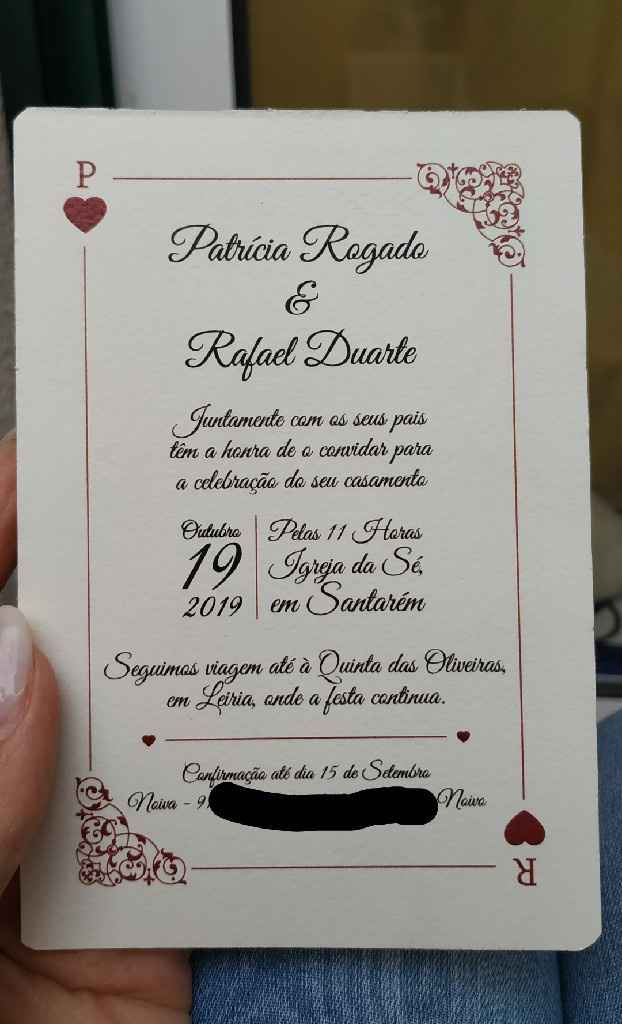 P
Patrícia Rogado
&
Rafael Duarte
Juntamente com os seus pais
têm a honra de o convidar para
a celebração do seu casamento
Outubro
19
2019
Pelas 11 Horas
Igreja da Sé,
em Santarém
Seguimos viagem até à Quinta das Oliveiras,
em Leiria, onde a festa continua.
Confirmação até dia 15 de Setembro
Noiva - 9 Noivo
R